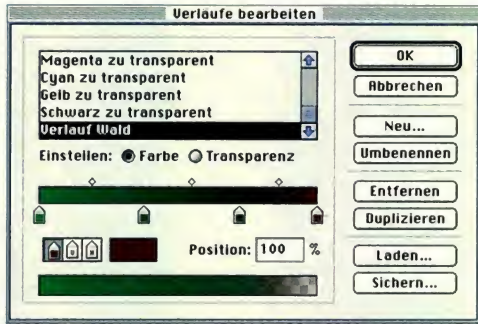 Verläufe bearbeiten
Magenta zu transparent
Cyan zu transparent
Gelb zu transparent
Schwarz zu transparent
Verlauf Wald
Einstellen: Farbe Transparenz
Position: 100 %
OK
Abbrechen
Neu...
Umbenennen
Entfernen
Duplizieren
Laden...
Sichern...